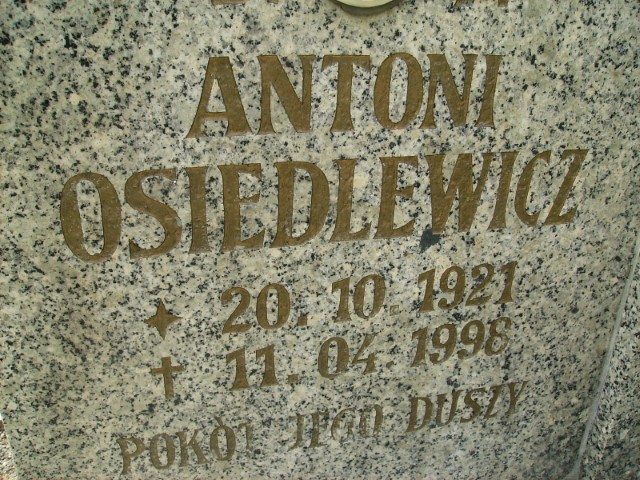 ANTONI
OSIEDLEWICZ
20.10.1921
11.04.1998
POKÓJ JEGO DUSZY